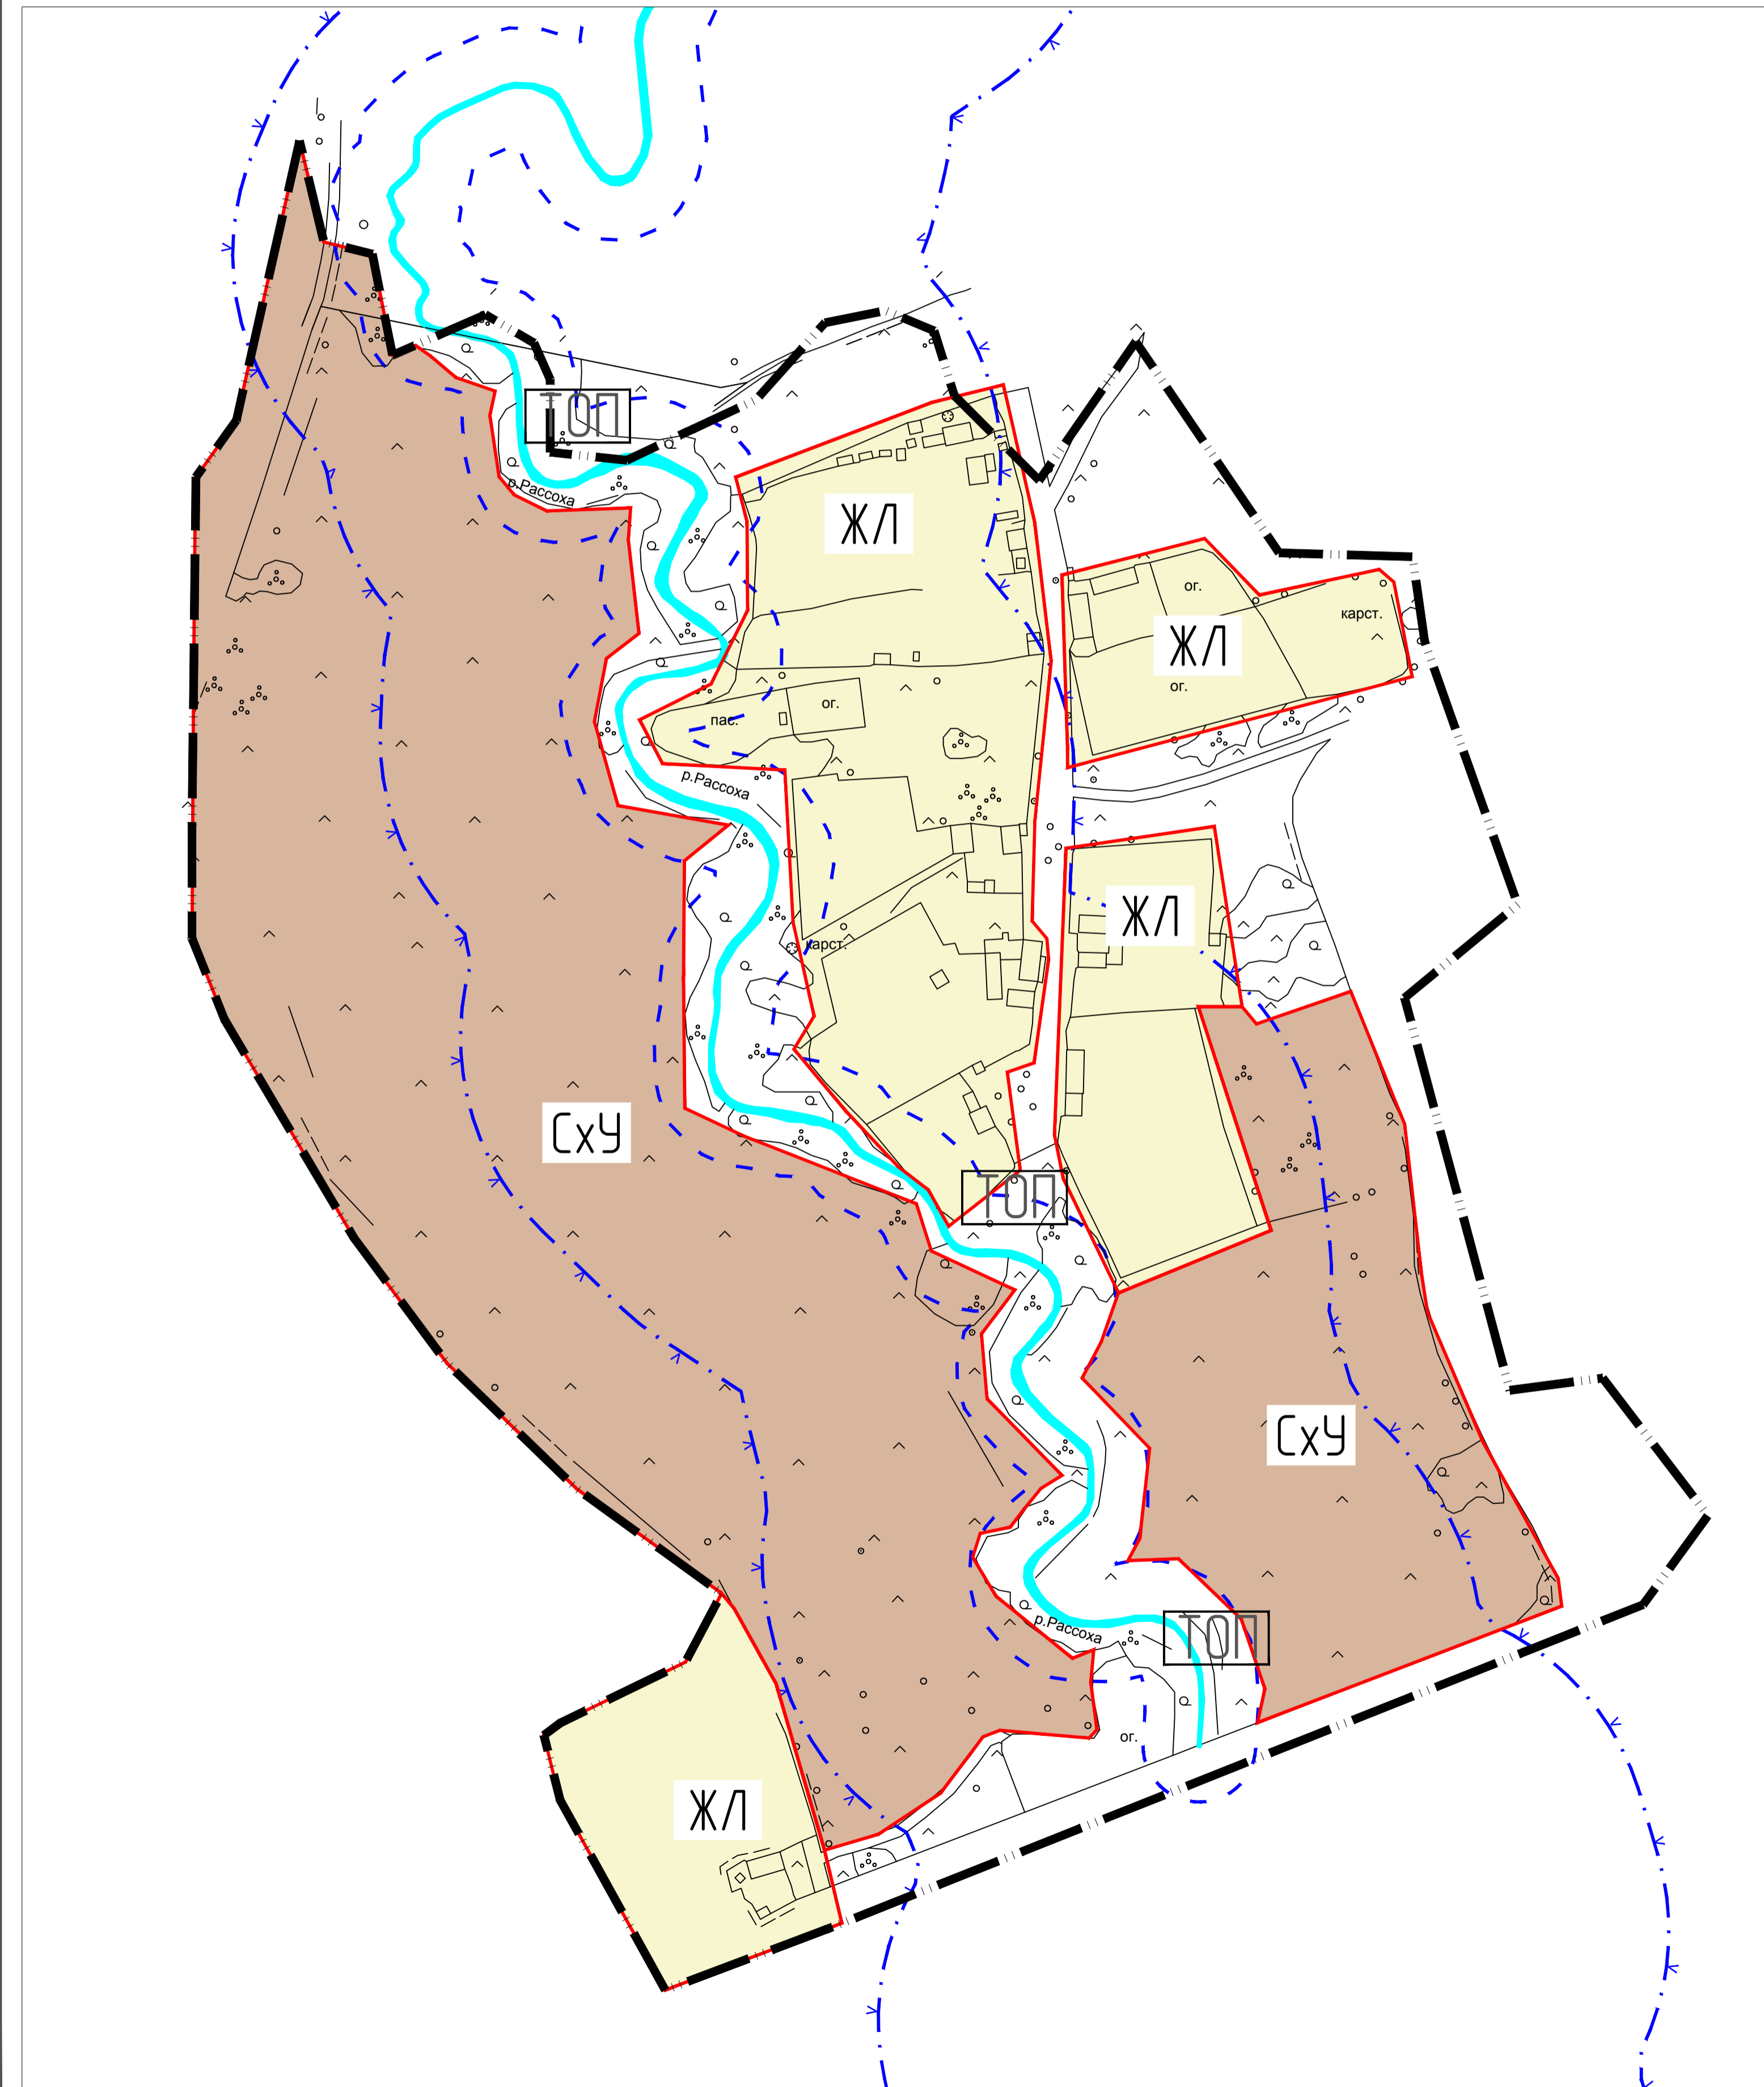 ТОП
р.Рассоха
ЖЛ
ог.
карст.
ЖЛ
ог.
ог.
пас.
р.Рассоха
ЖЛ
карст.
СхУ
ТОП
СхУ
р.Рассоха
ТОП
ог.
ЖЛ